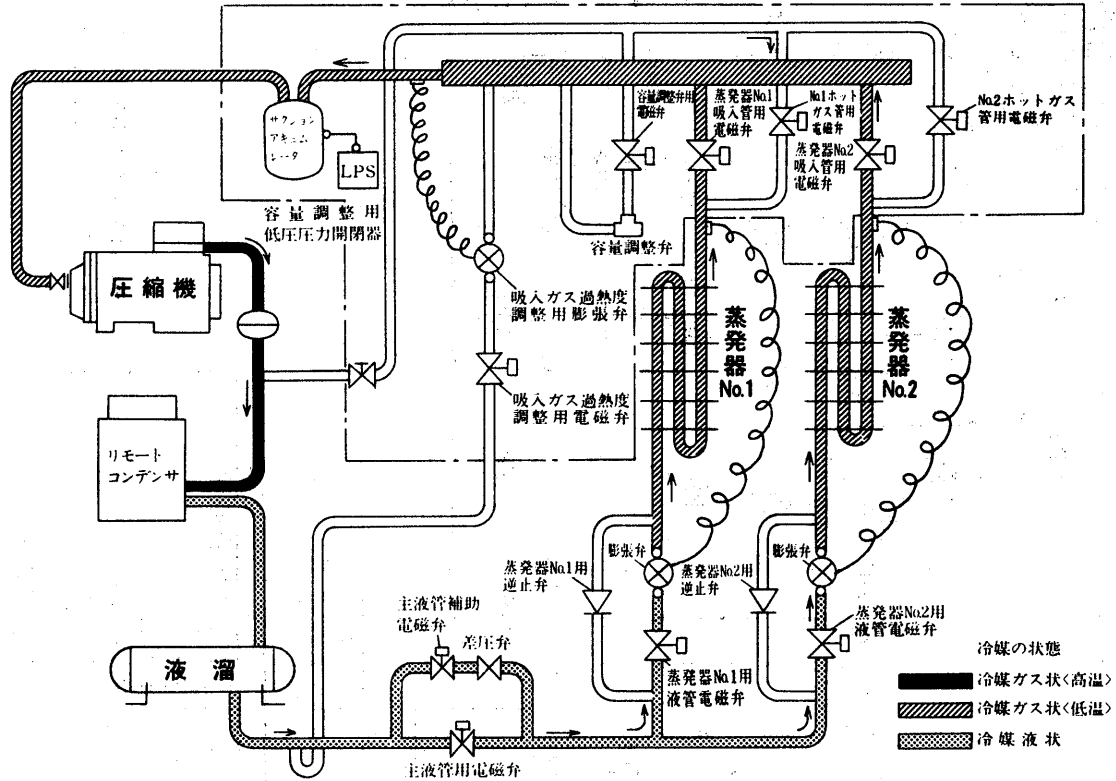 サクション
アキュム
レータ
LPS
容量調整用
低圧圧力開閉器
圧縮機
リモート
コンデンサ
液溜
容量調整弁用
電磁弁
蒸発器No.1
吸入管用
電磁弁
No.1ホット
ガス管用
電磁弁
蒸発器No.2
吸入管用
電磁弁
No.2ホットガス
管用電磁弁
容量調整弁
吸入ガス過熱度
調整用膨張弁
吸入ガス過熱度
調整用電磁弁
蒸発器No.1
蒸発器No.2
膨張弁
膨張弁
蒸発器No.1用
逆止弁
蒸発器No.2用
逆止弁
主液管補助
電磁弁
差圧弁
蒸発器No.1用
液管電磁弁
蒸発器No.2用
液管電磁弁
主液管用電磁弁
冷媒の状態
冷媒ガス状<高温>
冷媒ガス状<低温>
冷媒液状